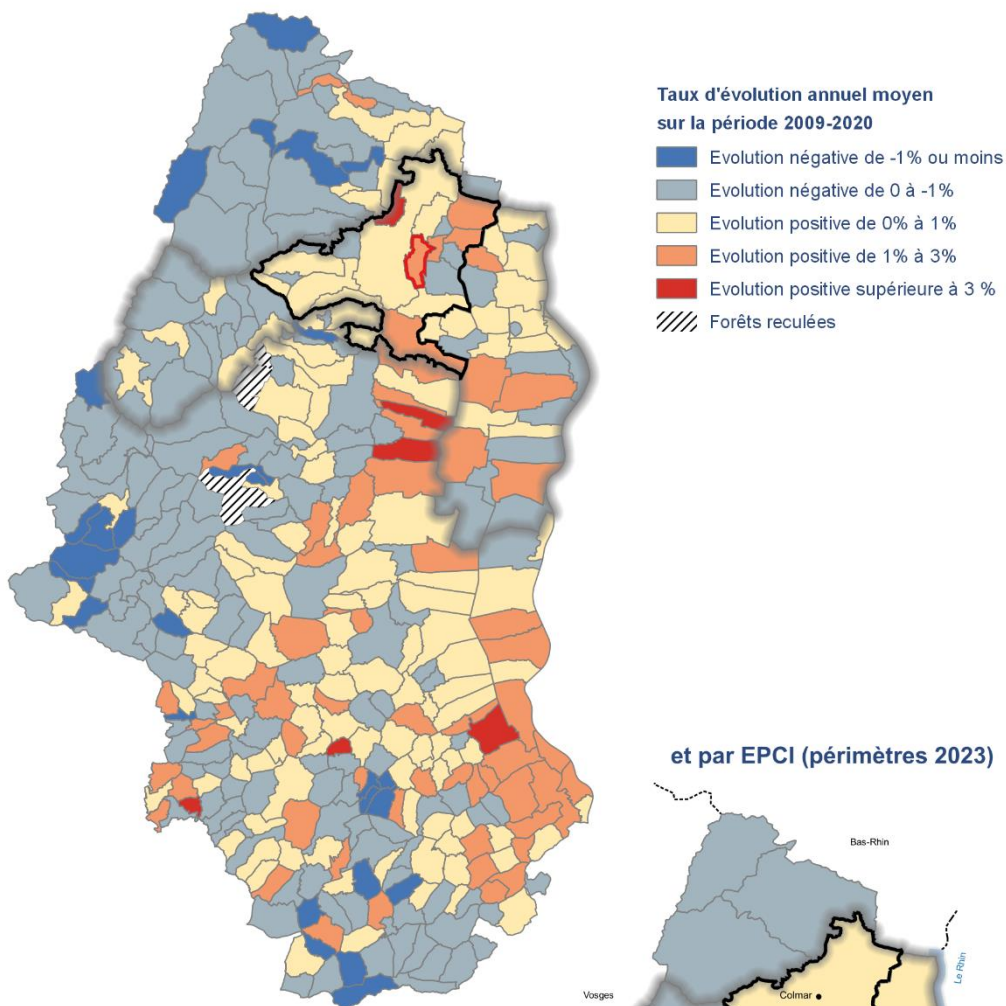 Taux d'évolution annuel moyen
sur la période 2009-2020
Evolution négative de -1% ou moins
Evolution négative de 0 à -1%
Evolution positive de 0% à 1%
Evolution positive de 1% à 3%
Evolution positive supérieure à 3 %
Forêts reculées
et par EPCI (périmètres 2023)
Bas-Rhin
Le Rhin
Vosges
Colmar